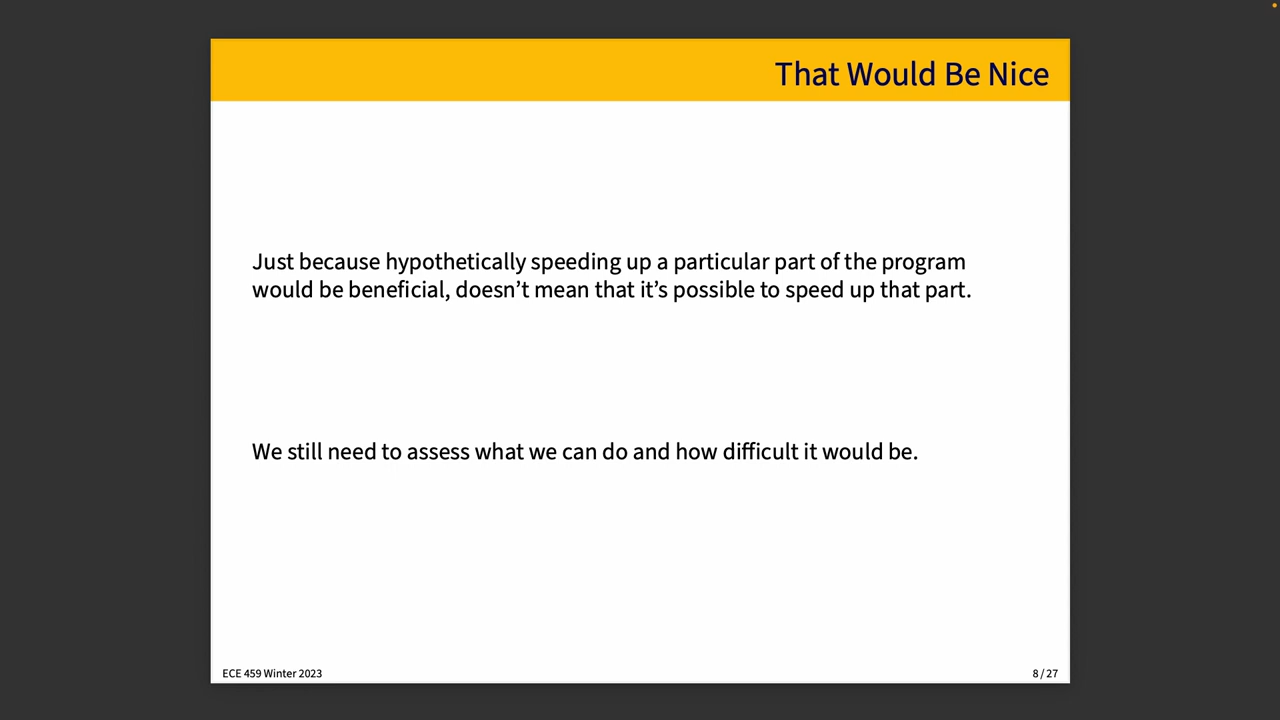 That Would Be Nice
Just because hypothetically speeding up a particular part of the program
would be beneficial, doesn’t mean that it’s possible to speed up that part.
We still need to assess what we can do and how difficult it would be.
ECE 459 Winter 2023
8 / 27